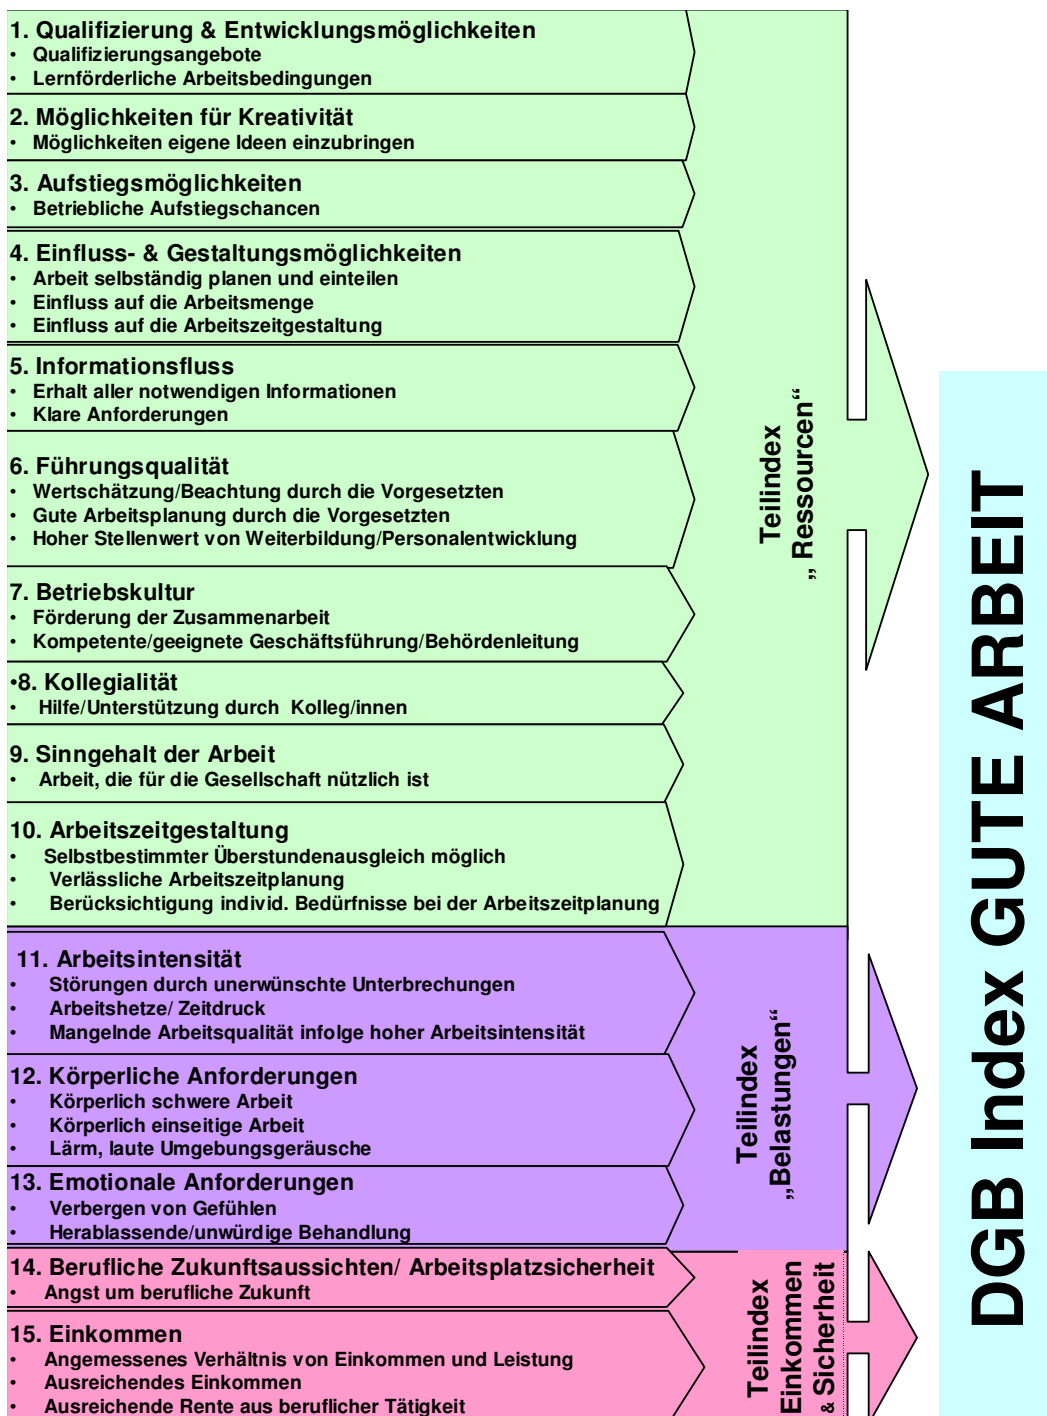 1. Qualifizierung & Entwicklungsmöglichkeiten
• Qualifizierungsangebote
• Lernförderliche Arbeitsbedingungen
2. Möglichkeiten für Kreativität
• Möglichkeiten eigene Ideen einzubringen
3. Aufstiegsmöglichkeiten
• Betriebliche Aufstiegschancen
4. Einfluss- & Gestaltungsmöglichkeiten
• Arbeit selbständig planen und einteilen
• Einfluss auf die Arbeitsmenge
• Einfluss auf die Arbeitszeitgestaltung
5. Informationsfluss
• Erhalt aller notwendigen Informationen
• Klare Anforderungen
6. Führungsqualität
• Wertschätzung/Beachtung durch die Vorgesetzten
• Gute Arbeitsplanung durch die Vorgesetzten
• Hoher Stellenwert von Weiterbildung/Personalentwicklung
7. Betriebskultur
• Förderung der Zusammenarbeit
• Kompetente/geeignete Geschäftsführung/Behördenleitung
•8. Kollegialität
• Hilfe/Unterstützung durch Kolleg/innen
9. Sinngehalt der Arbeit
• Arbeit, die für die Gesellschaft nützlich ist
10. Arbeitszeitgestaltung
• Selbstbestimmter Überstundenausgleich möglich
• Verlässliche Arbeitszeitplanung
• Berücksichtigung individ. Bedürfnisse bei der Arbeitszeitplanung
Teilindex
„ Ressourcen“
11. Arbeitsintensität
• Störungen durch unerwünschte Unterbrechungen
• Arbeitshetze/ Zeitdruck
• Mangelnde Arbeitsqualität infolge hoher Arbeitsintensität
12. Körperliche Anforderungen
• Körperlich schwere Arbeit
• Körperlich einseitige Arbeit
• Lärm, laute Umgebungsgeräusche
13. Emotionale Anforderungen
• Verbergen von Gefühlen
• Herablassende/unwürdige Behandlung
Teilindex
„Belastungen“
14. Berufliche Zukunftsaussichten/ Arbeitsplatzsicherheit
• Angst um berufliche Zukunft
15. Einkommen
• Angemessenes Verhältnis von Einkommen und Leistung
• Ausreichendes Einkommen
• Ausreichende Rente aus beruflicher Tätigkeit
Teilindex
Einkommen
& Sicherheit
DGB Index GUTE ARBEIT